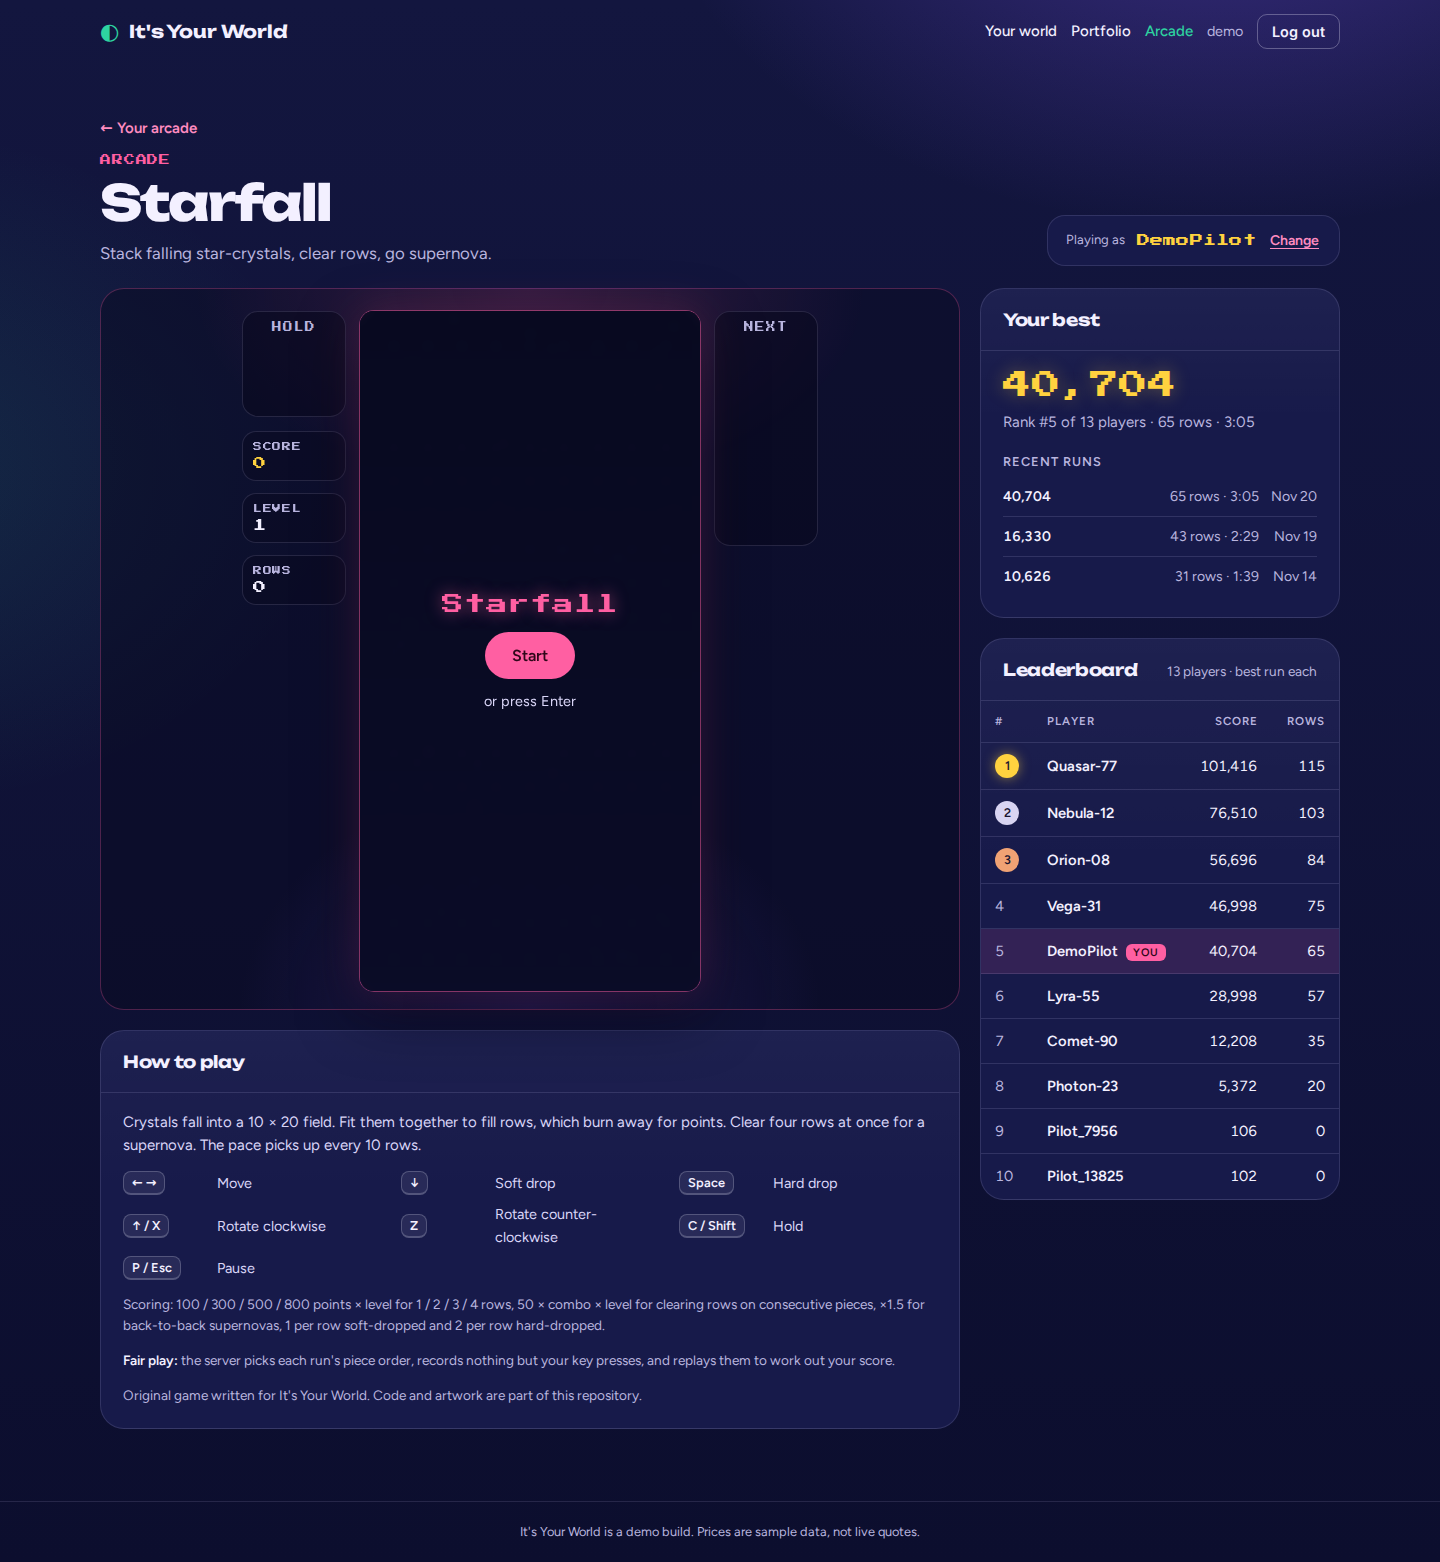 It's Your World
Your world Portfolio Arcade demo Log out
← Your arcade
ARCADE
Starfall
Stack falling star-crystals, clear rows, go supernova.
Playing as DemoPilot Change
HOLD
SCORE
0
LEVEL
1
ROWS
0
NEXT
Starfall
Start
or press Enter
Your best
40,704
Rank #5 of 13 players · 65 rows · 3:05
RECENT RUNS
40,704 65 rows · 3:05 Nov 20
16,330 43 rows · 2:29 Nov 19
10,626 31 rows · 1:39 Nov 14
Leaderboard 13 players · best run each
# PLAYER SCORE ROWS
1 Quasar-77 101,416 115
2 Nebula-12 76,510 103
3 Orion-08 56,696 84
4 Vega-31 46,998 75
5 DemoPilot YOU 40,704 65
6 Lyra-55 28,998 57
7 Comet-90 12,208 35
8 Photon-23 5,372 20
9 Pilot_7956 106 0
10 Pilot_13825 102 0
How to play
Crystals fall into a 10 × 20 field. Fit them together to fill rows, which burn away for points. Clear four rows at once for a
supernova. The pace picks up every 10 rows.
← → Move ↓ Soft drop Space Hard drop
↑ / X Rotate clockwise Z Rotate counter-
clockwise C / Shift Hold
P / Esc Pause
Scoring: 100 / 300 / 500 / 800 points × level for 1 / 2 / 3 / 4 rows, 50 × combo × level for clearing rows on consecutive pieces, ×1.5 for
back-to-back supernovas, 1 per row soft-dropped and 2 per row hard-dropped.
Fair play: the server picks each run's piece order, records nothing but your key presses, and replays them to work out your score.
Original game written for It's Your World. Code and artwork are part of this repository.
It's Your World is a demo build. Prices are sample data, not live quotes.